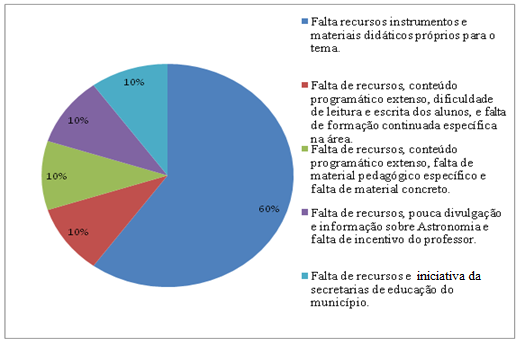 Falta recursos instrumentos e
materiais didáticos próprios para o
tema.
Falta de recursos, conteúdo
programático extenso, dificuldade
de leitura e escrita dos alunos, e falta
de formação continuada específica
na área.
Falta de recursos, conteúdo
programático extenso, falta de
material pedagógico específico e
falta de material concreto.
Falta de recursos, pouca divulgação
e informação sobre Astronomia e
falta de incentivo do professor.
Falta de recursos e iniciativa da
secretarias de educação do
município.
10%
10%
10%
10%
60%